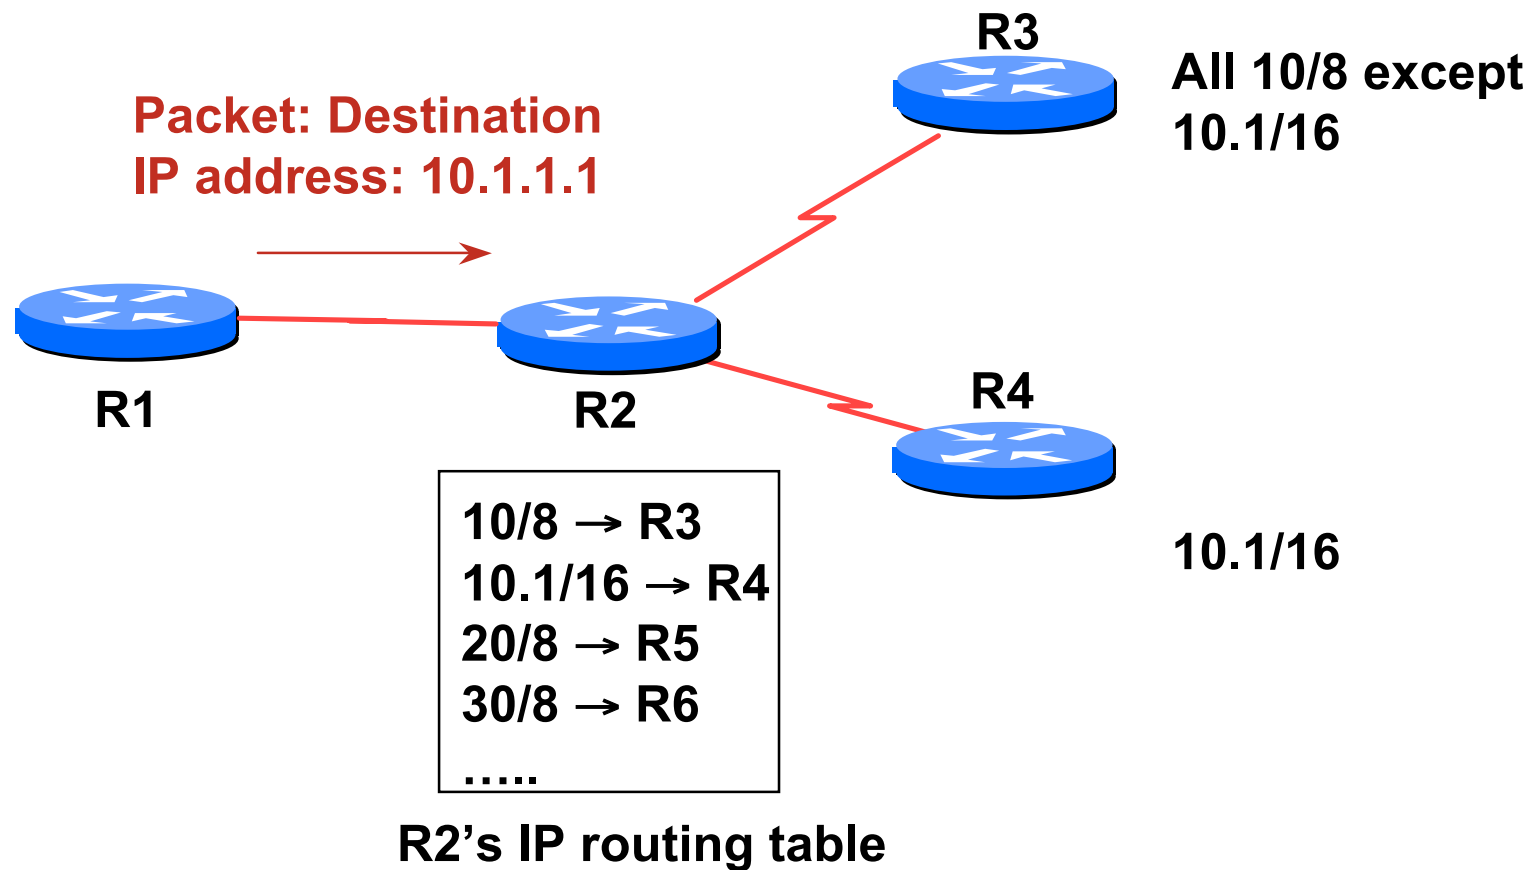 R3
All 10/8 except
10.1/16
Packet: Destination
IP address: 10.1.1.1
R1
R2
R4
10.1/16
10/8 → R3
10.1/16 → R4
20/8 → R5
30/8 → R6
…..
R2’s IP routing table